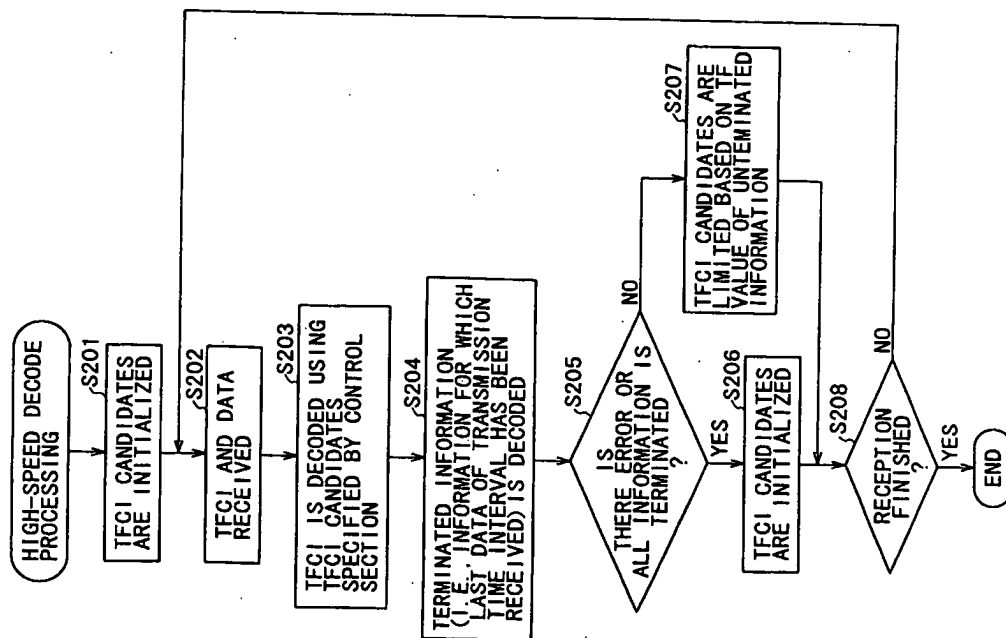 HIGH-SPEED DECODE
PROCESSING
S201
TFCI CANDIDATES
ARE INITIALIZED
S202
TFCI AND DATA
RECEIVED
S203
TFCI IS DECODED USING
TFCI CANDIDATES
SPECIFIED BY CONTROL
SECTION
S204
TERMINATED INFORMATION
(I.E., INFORMATION FOR WHICH
LAST DATA OF TRANSMISSION
TIME INTERVAL HAS BEEN
RECEIVED) IS DECODED
S205
IS
THERE ERROR OR
ALL INFORMATION IS
TERMINATED
?
NO
YES
S207
TFCI CANDIDATES ARE
LIMITED BASED ON TF
VALUE OF UNTEMINATED
INFORMATION
S206
TFCI CANDIDATES
ARE INITIALIZED
S208
RECEPTION
FINISHED
?
NO
YES
END